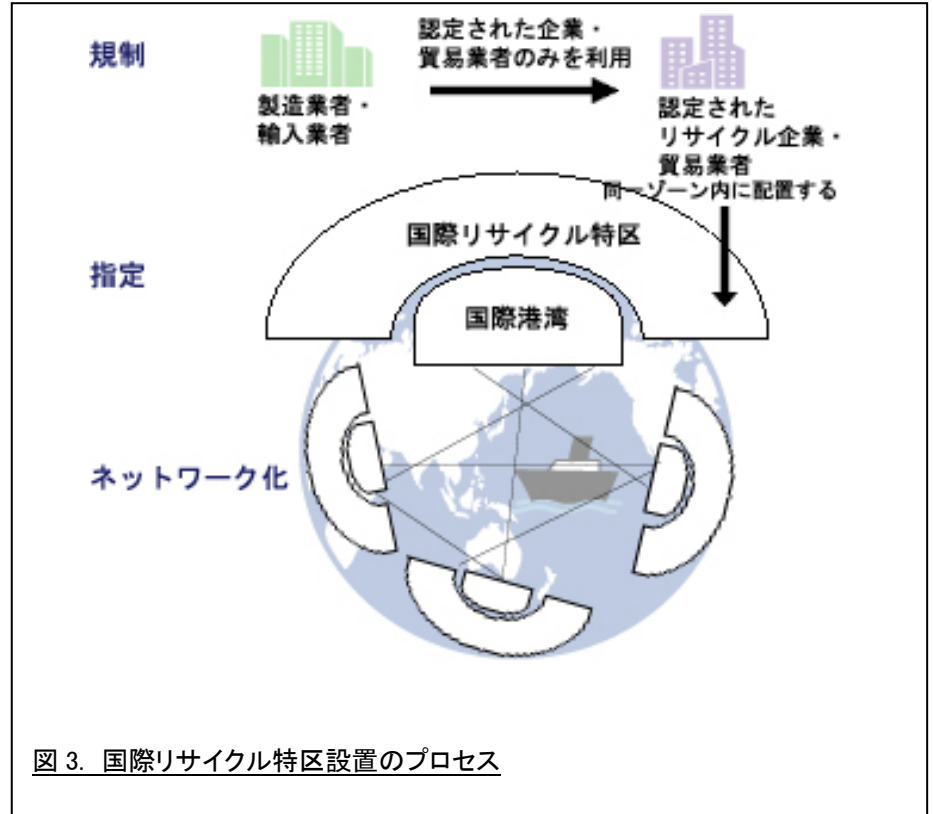 規制
認定された企業・
貿易業者のみを利用
製造業者・
輸入業者
認定された
リサイクル企業・
貿易業者
同一ゾーン内に配置する
国際リサイクル特区
指定
国際港湾
ネットワーク化
図 3. 国際リサイクル特区設置のプロセス